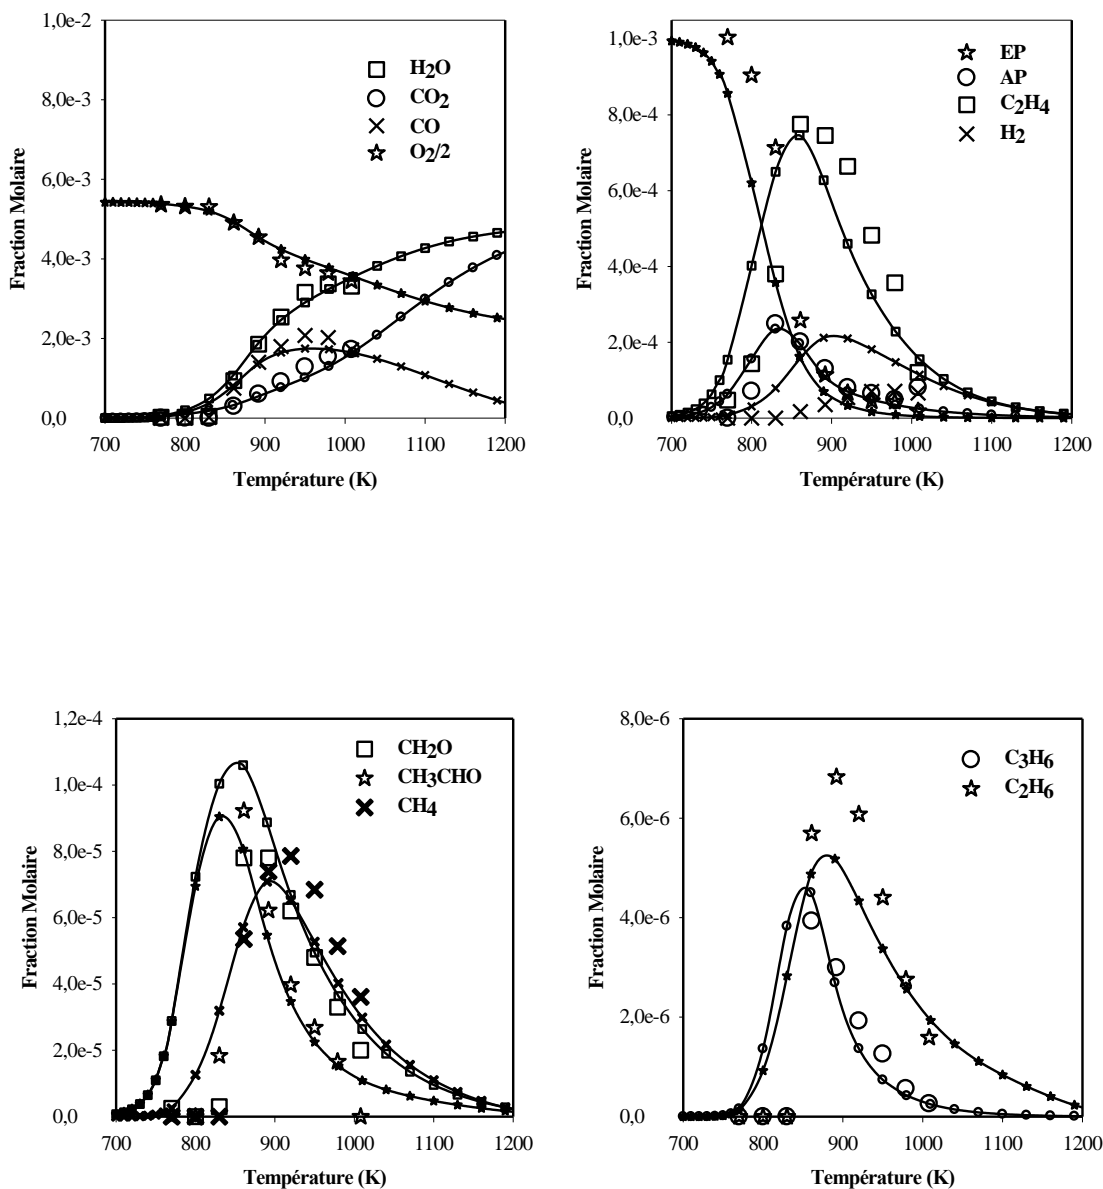 1,0e-2
8,0e-3
6,0e-3
4,0e-3
2,0e-3
0,0
700 800 900 1000 1100 1200
Fraction Molaire
Température (K)
H2O
CO2
CO
O2/2
1,0e-3
8,0e-4
6,0e-4
4,0e-4
2,0e-4
0,0
700 800 900 1000 1100 1200
Fraction Molaire
Température (K)
EP
AP
C2H4
H2
1,2e-4
1,0e-4
8,0e-5
6,0e-5
4,0e-5
2,0e-5
0,0
700 800 900 1000 1100 1200
Fraction Molaire
Température (K)
CH2O
CH3CHO
CH4
8,0e-6
6,0e-6
4,0e-6
2,0e-6
0,0
700 800 900 1000 1100 1200
Fraction Molaire
Température (K)
C3H6
C2H6